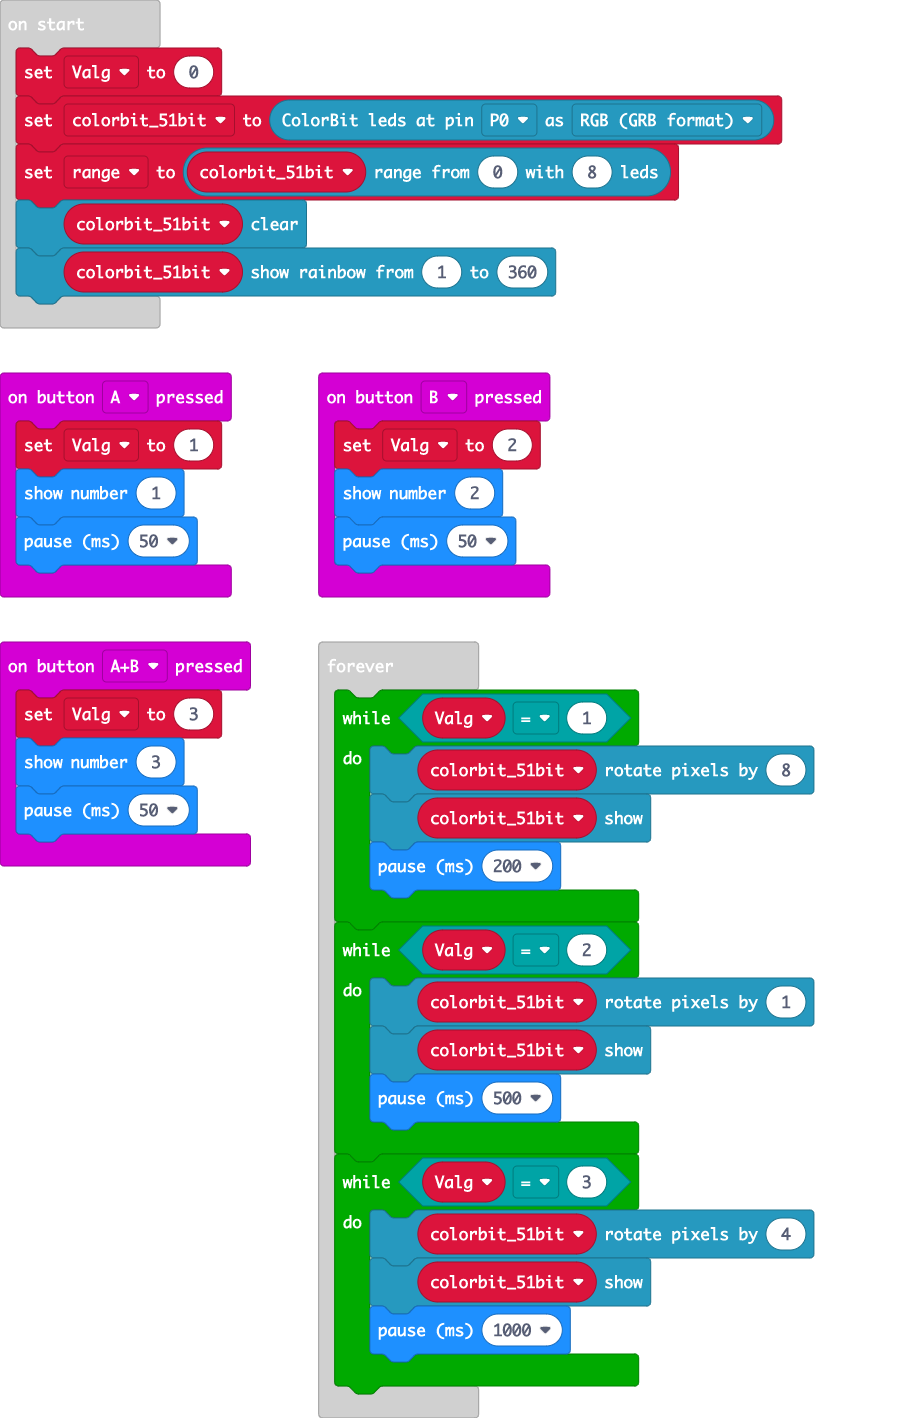 on start
set Valg to 0
set colorbit_51bit to ColorBit leds at pin P0 as RGB (GRB format)
set range to colorbit_51bit range from 0 with 8 leds
colorbit_51bit clear
colorbit_51bit show rainbow from 1 to 360
on button A pressed
set Valg to 1
show number 1
pause (ms) 50
on button B pressed
set Valg to 2
show number 2
pause (ms) 50
on button A+B pressed
set Valg to 3
show number 3
pause (ms) 50
forever
while Valg = 1
do colorbit_51bit rotate pixels by 8
colorbit_51bit show
pause (ms) 200
while Valg = 2
do colorbit_51bit rotate pixels by 1
colorbit_51bit show
pause (ms) 500
while Valg = 3
do colorbit_51bit rotate pixels by 4
colorbit_51bit show
pause (ms) 1000